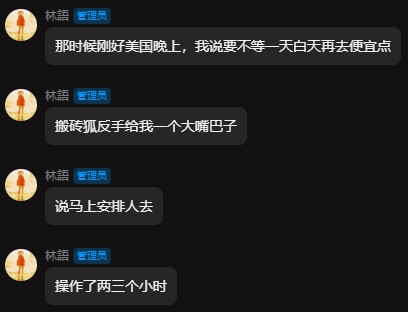 林語 管理员
那时候刚好美国晚上，我说要不等一天白天再去便宜点
林語 管理员
搬砖狐反手给我一个大嘴巴子
林語 管理员
说马上安排人去
林語 管理员
操作了两三个小时